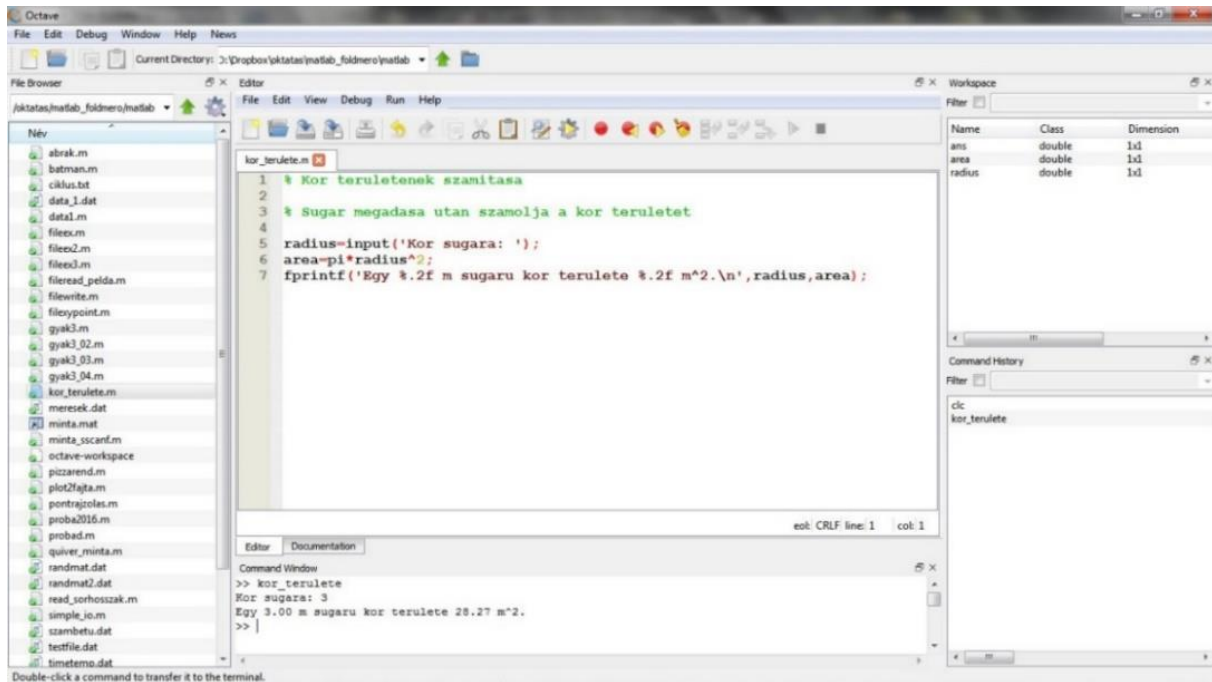 Octave
File Edit Debug Window Help News
Current Directory: D:\Dropbox\oktatas\matlab_foldmero\matlab
File Browser
/oktatas/matlab_foldmero/matlab
Név
abrak.m
batman.m
ciklus.txt
data_1.dat
data1.m
fileex.m
fileex2.m
fileex3.m
fileread_pelda.m
filewrite.m
filexypoint.m
gyak3.m
gyak3_02.m
gyak3_03.m
gyak3_04.m
kor_terulete.m
meresek.dat
minta.mat
minta_sscanf.m
octave-workspace
pizzarend.m
plot2fajta.m
pontrajzolas.m
proba2016.m
probad.m
quiver_minta.m
randmat.dat
randmat2.dat
read_sorhosszak.m
simple_io.m
szambetu.dat
testfile.dat
timetemp.dat
Editor
File Edit View Debug Run Help
kor_terulete.m
1 % Kor teruletenek szamitasa
2
3 % Sugar megadasa utan szamolja a kor teruletet
4
5 radius=input('Kor sugara: ');
6 area=pi*radius^2;
7 fprintf('Egy %.2f m sugaru kor terulete %.2f m^2.\n',radius,area);
eol: CRLF line: 1 col: 1
Editor Documentation
Command Window
>> kor_terulete
Kor sugara: 3
Egy 3.00 m sugaru kor terulete 28.27 m^2.
>>
Workspace
Filter
Name Class Dimension
ans double 1x1
area double 1x1
radius double 1x1
Command History
Filter
clc
kor_terulete
Double-click a command to transfer it to the terminal.